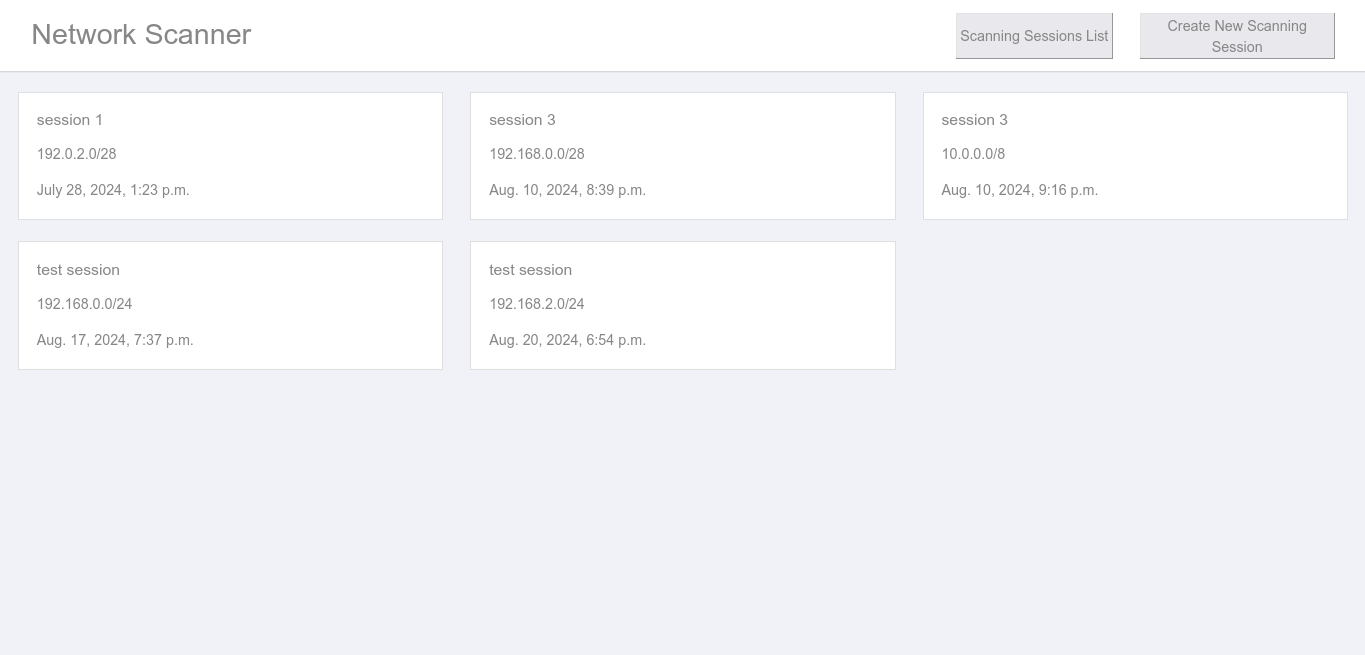 Network Scanner
Scanning Sessions List
Create New Scanning
Session
session 1
192.0.2.0/28
July 28, 2024, 1:23 p.m.
session 3
192.168.0.0/28
Aug. 10, 2024, 8:39 p.m.
session 3
10.0.0.0/8
Aug. 10, 2024, 9:16 p.m.
test session
192.168.0.0/24
Aug. 17, 2024, 7:37 p.m.
test session
192.168.2.0/24
Aug. 20, 2024, 6:54 p.m.